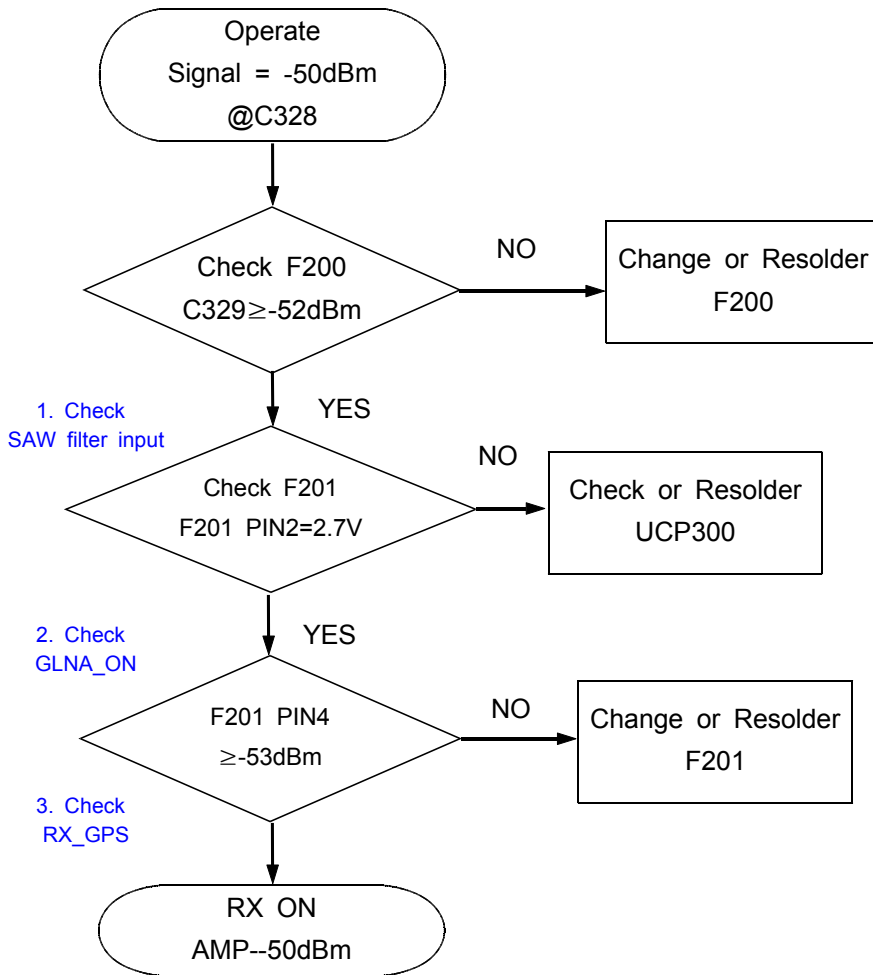 Operate
Signal = -50dBm
@C328
Check F200
C329≥-52dBm
NO
Change or Resolder
F200
YES
1. Check
SAW filter input
Check F201
F201 PIN2=2.7V
NO
Check or Resolder
UCP300
YES
2. Check
GLNA_ON
F201 PIN4
≥-53dBm
NO
Change or Resolder
F201
3. Check
RX_GPS
RX ON
AMP--50dBm